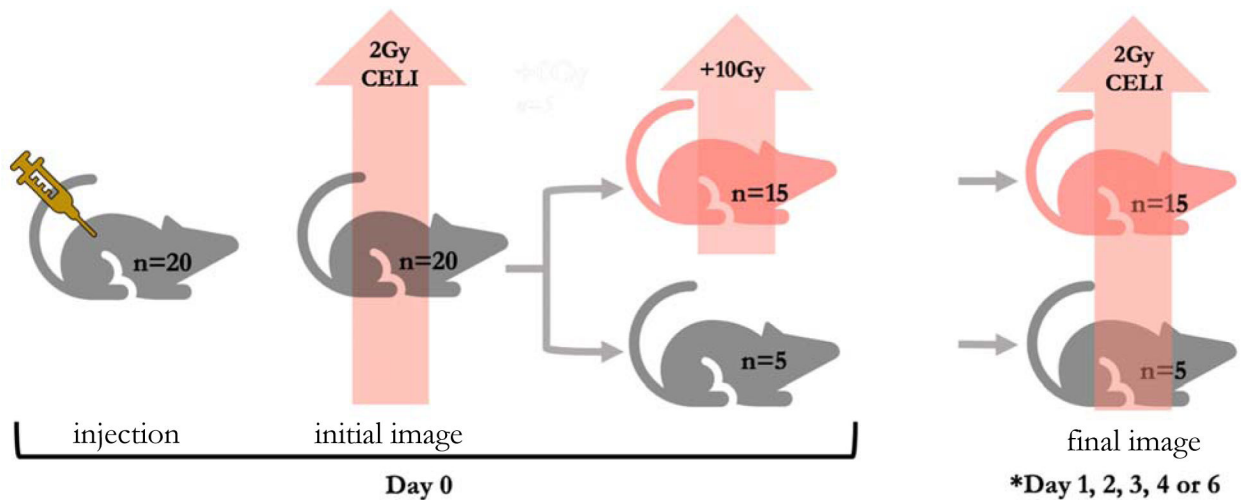 2Gy
CELI
+10Gy
2Gy
CELI
n=20
n=20
n=15
n=15
n=5
n=5
injection
initial image
final image
Day 0
*Day 1, 2, 3, 4 or 6